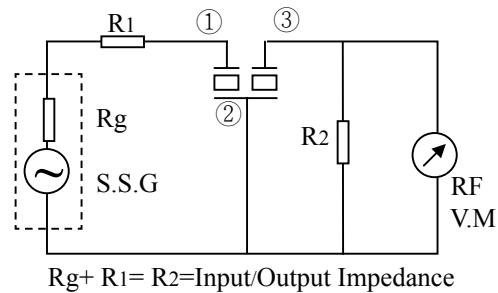 R1
①
③
②
Rg
S.S.G
R2
RF
V.M
Rg+ R1= R2=Input/Output Impedance